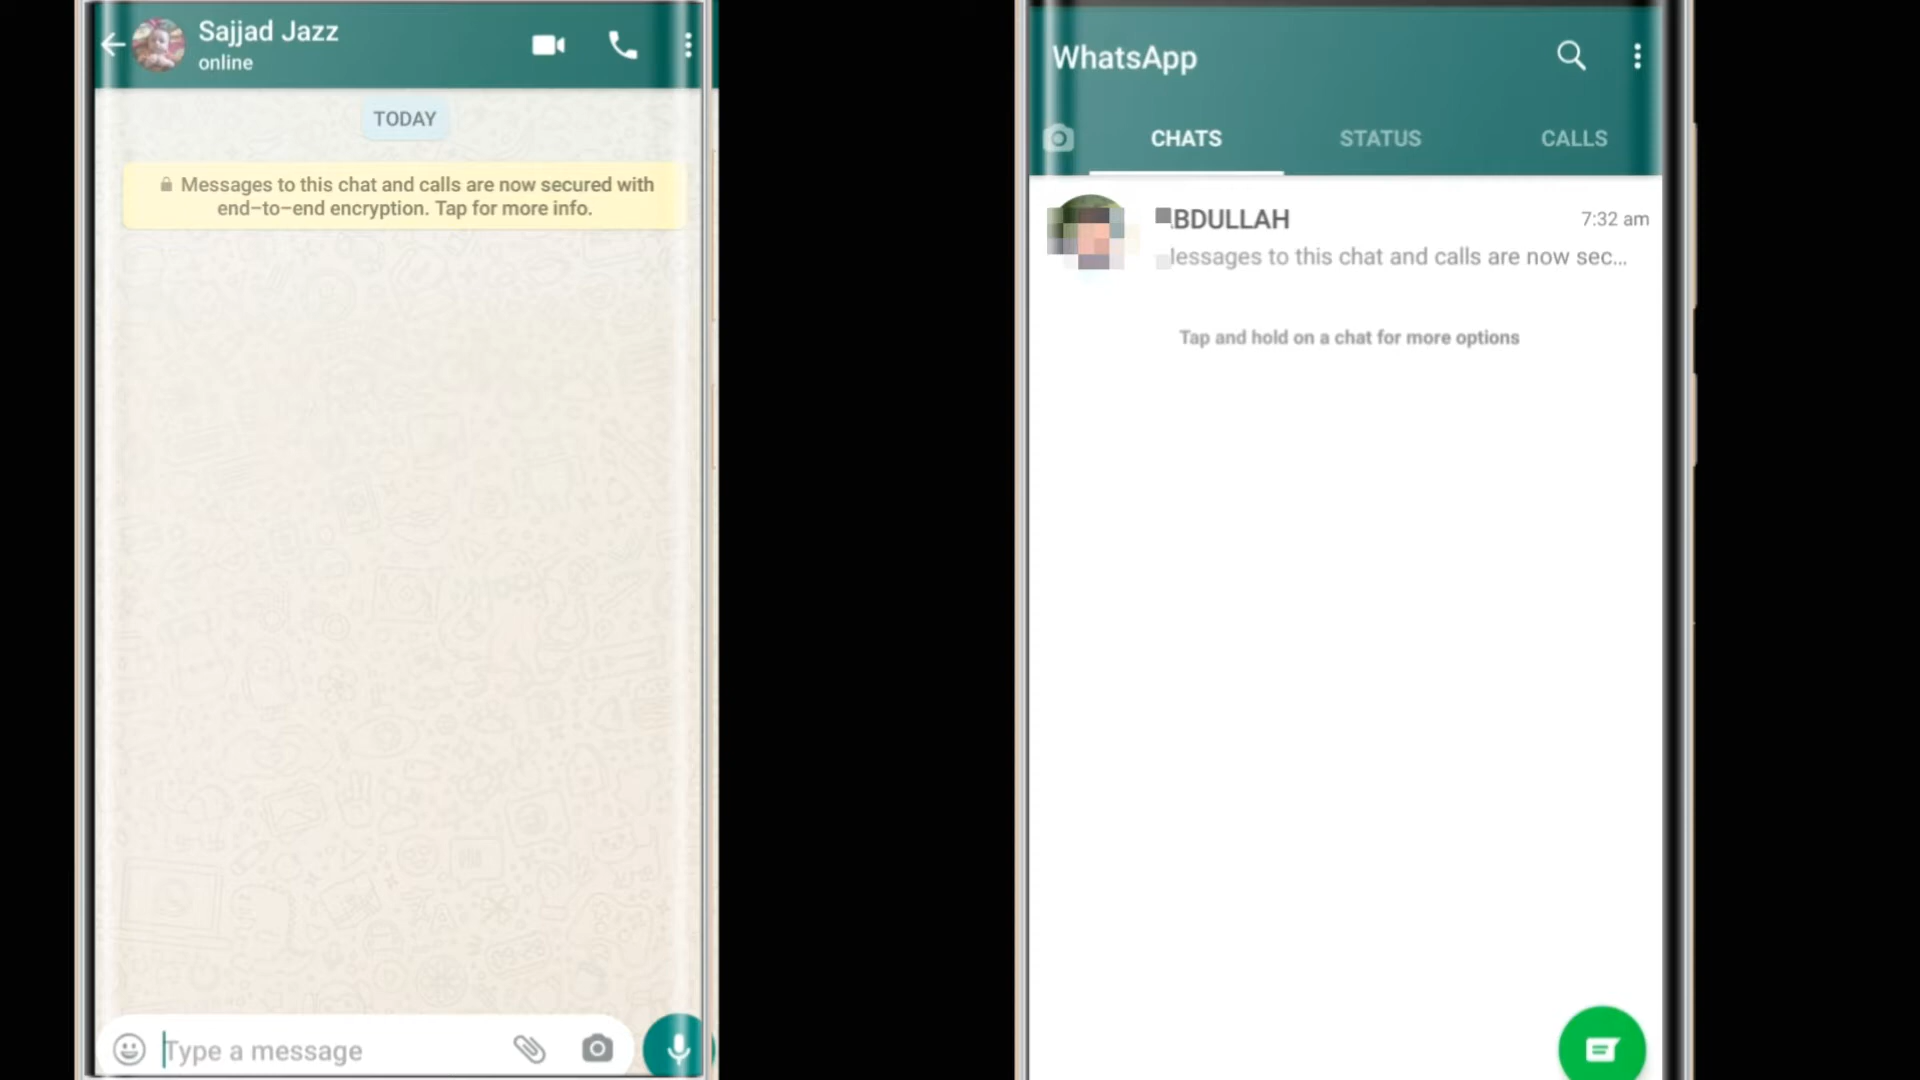 Sajjad Jazz
online
TODAY
Messages to this chat and calls are now secured with
end-to-end encryption. Tap for more info.
Type a message
WhatsApp
CHATS STATUS CALLS
BDULLAH 7:32 am
essages to this chat and calls are now sec...
Tap and hold on a chat for more options